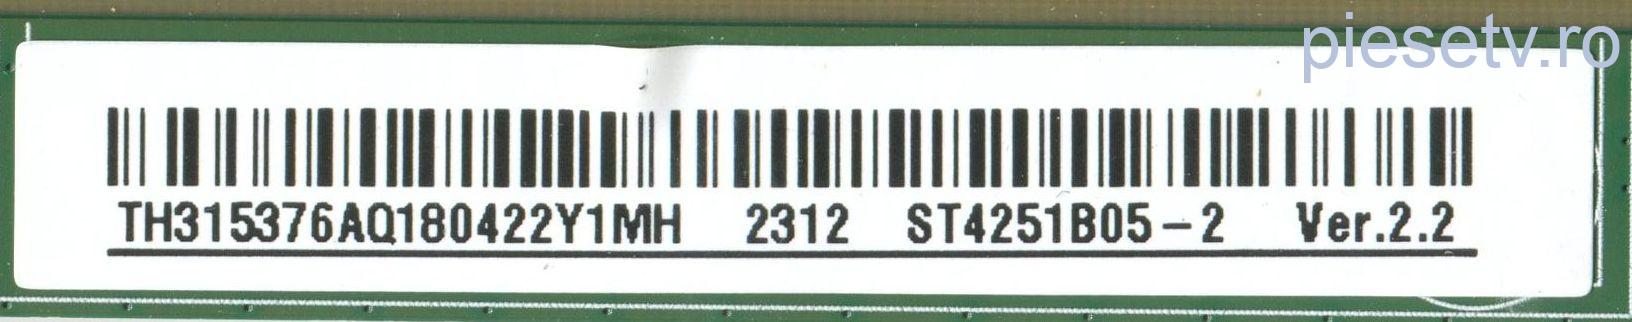 piesetv.ro
TH315376AQ180422Y1MH 2312 ST4251B05-2 Ver.2.2